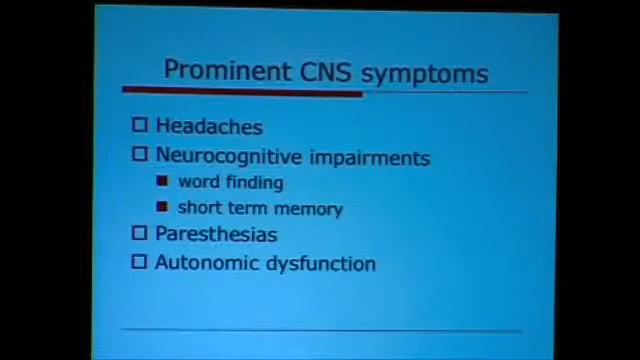 Prominent CNS symptoms
Headaches
Neurocognitive impairments
word finding
short term memory
Paresthesias
Autonomic dysfunction